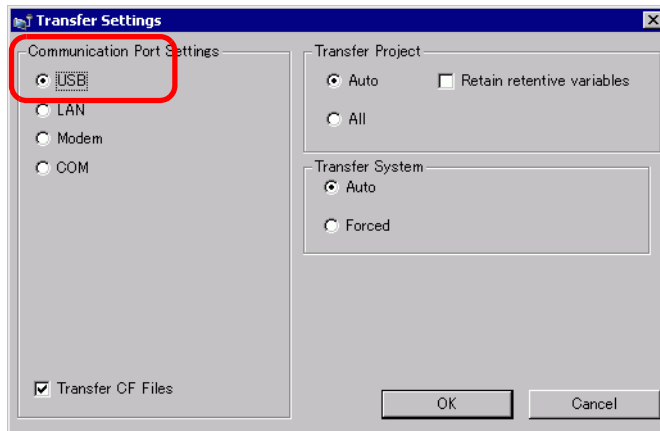 Transfer Settings
Communication Port Settings
USB
LAN
Modem
COM
Transfer CF Files
Transfer Project
Auto
Retain retentive variables
All
Transfer System
Auto
Forced
OK
Cancel